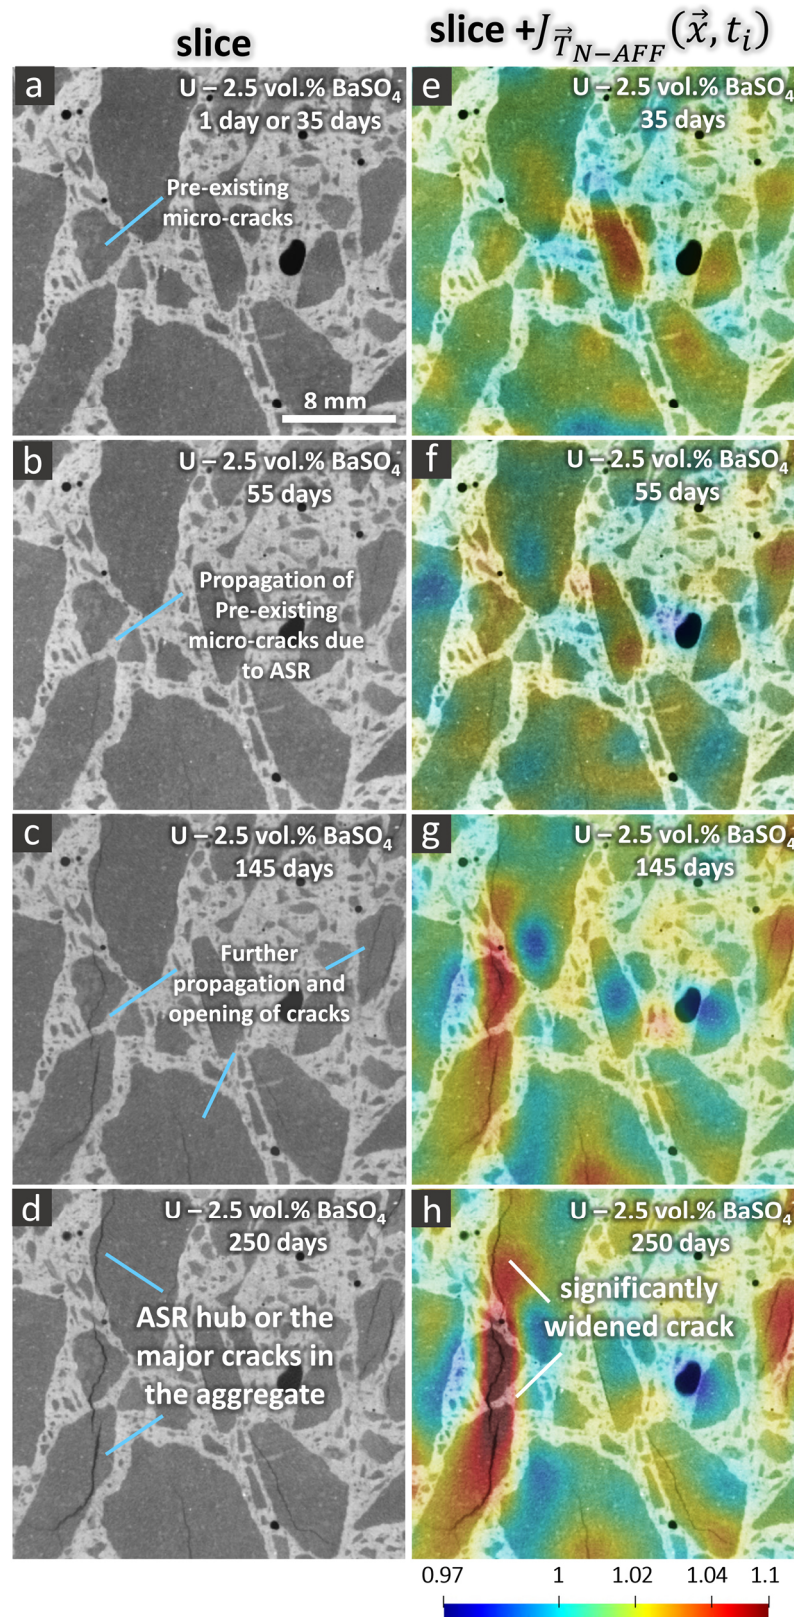 slice
slice +J_{\vec{T}_{N-AFF}}(\vec{x}, t_i)
a
U – 2.5 vol.% BaSO₄
1 day or 35 days
Pre-existing
micro-cracks
8 mm
e
U – 2.5 vol.% BaSO₄
35 days
b
U – 2.5 vol.% BaSO₄
55 days
Propagation of
Pre-existing
micro-cracks due
to ASR
f
U – 2.5 vol.% BaSO₄
55 days
c
U – 2.5 vol.% BaSO₄
145 days
Further
propagation and
opening of cracks
g
U – 2.5 vol.% BaSO₄
145 days
d
U – 2.5 vol.% BaSO₄
250 days
ASR hub or the
major cracks in
the aggregate
h
U – 2.5 vol.% BaSO₄
250 days
significantly
widened crack
0.97 1 1.02 1.04 1.1